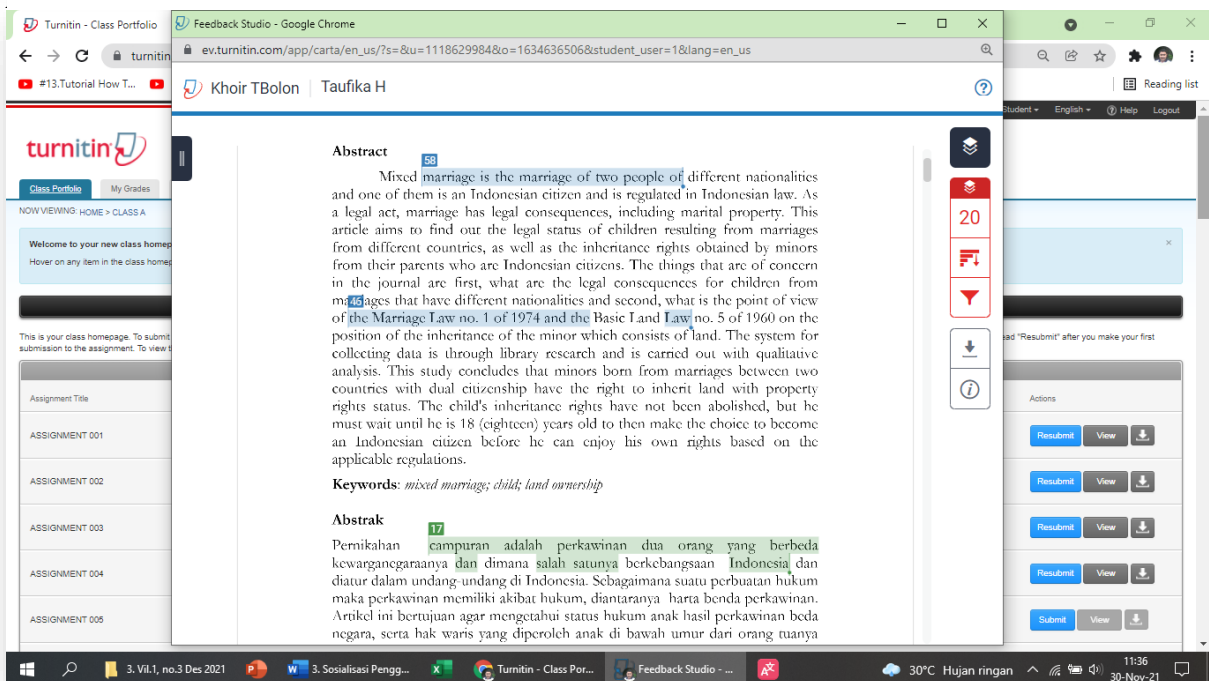 Turnitin - Class Portfolio
Feedback Studio - Google Chrome
turnitin
ev.turnitin.com/app/carta/en_us/?s=&u=1118629984&o=1634636506&student_user=1&lang=en_us
#13.Tutorial How T...
Reading list
Khoir TBolon
Taufika H
?
Student
English
Help
Logout
turnitin
Class Portfolio
My Grades
NOW VIEWING: HOME > CLASS A
Welcome to your new class homep
Hover on any item in the class homep
This is your class homepage. To submit
submission to the assignment. To view t
ead "Resubmit" after you make your first
Assignment Title
Actions
ASSIGNMENT 001
Resubmit
View
ASSIGNMENT 002
Resubmit
View
ASSIGNMENT 003
Resubmit
View
ASSIGNMENT 004
Resubmit
View
ASSIGNMENT 005
Submit
View
20
Abstract
58
Mixed marriage is the marriage of two people of different nationalities
and one of them is an Indonesian citizen and is regulated in Indonesian law. As
a legal act, marriage has legal consequences, including marital property. This
article aims to find out the legal status of children resulting from marriages
from different countries, as well as the inheritance rights obtained by minors
from their parents who are Indonesian citizens. The things that are of concern
in the journal are first, what are the legal consequences for children from
ma 46 ages that have different nationalities and second, what is the point of view
of the Marriage Law no. 1 of 1974 and the Basic Land Law no. 5 of 1960 on the
position of the inheritance of the minor which consists of land. The system for
collecting data is through library research and is carried out with qualitative
analysis. This study concludes that minors born from marriages between two
countries with dual citizenship have the right to inherit land with property
rights status. The child's inheritance rights have not been abolished, but he
must wait until he is 18 (eighteen) years old to then make the choice to become
an Indonesian citizen before he can enjoy his own rights based on the
applicable regulations.
Keywords: mixed marriage; child; land ownership
Abstrak
17
Pernikahan campuran adalah perkawinan dua orang yang berbeda
kewarganegaraanya dan dimana salah satunya berkebangsaan Indonesia dan
diatur dalam undang-undang di Indonesia. Sebagaimana suatu perbuatan hukum
maka perkawinan memiliki akibat hukum, diantaranya harta benda perkawinan.
Artikel ini bertujuan agar mengetahui status hukum anak hasil perkawinan beda
negara, serta hak waris yang diperoleh anak di bawah umur dari orang tuanya
3. Vil.1, no.3 Des 2021
3. Sosialisasi Pengg...
Turnitin - Class Por...
Feedback Studio - ...
30°C Hujan ringan
11:36
30-Nov-21